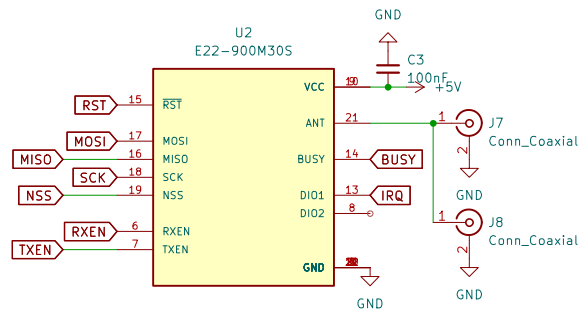 GND
U2
E22-900M30S
C3
100nF
+5V
VCC
RST
15
RST
ANT
21
1
J7
Conn_Coaxial
2
GND
MOSI
17
MOSI
MISO
16
MISO
BUSY
14
BUSY
SCK
18
SCK
NSS
19
NSS
DIO1
13
IRQ
DIO2
8
1
J8
Conn_Coaxial
2
GND
RXEN
6
RXEN
TXEN
7
TXEN
GND
GND